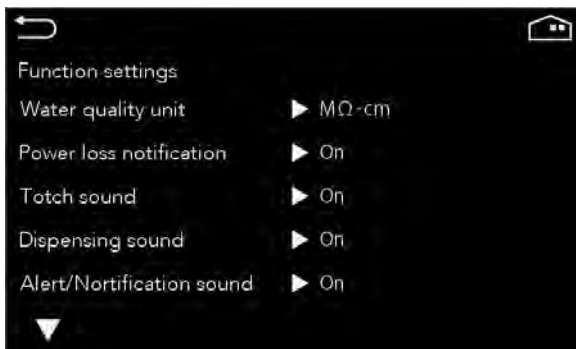 Function settings
Water quality unit ▶ MΩ-cm
Power loss notification ▶ On
Totch sound ▶ On
Dispensing sound ▶ On
Alert/Nortification sound ▶ On